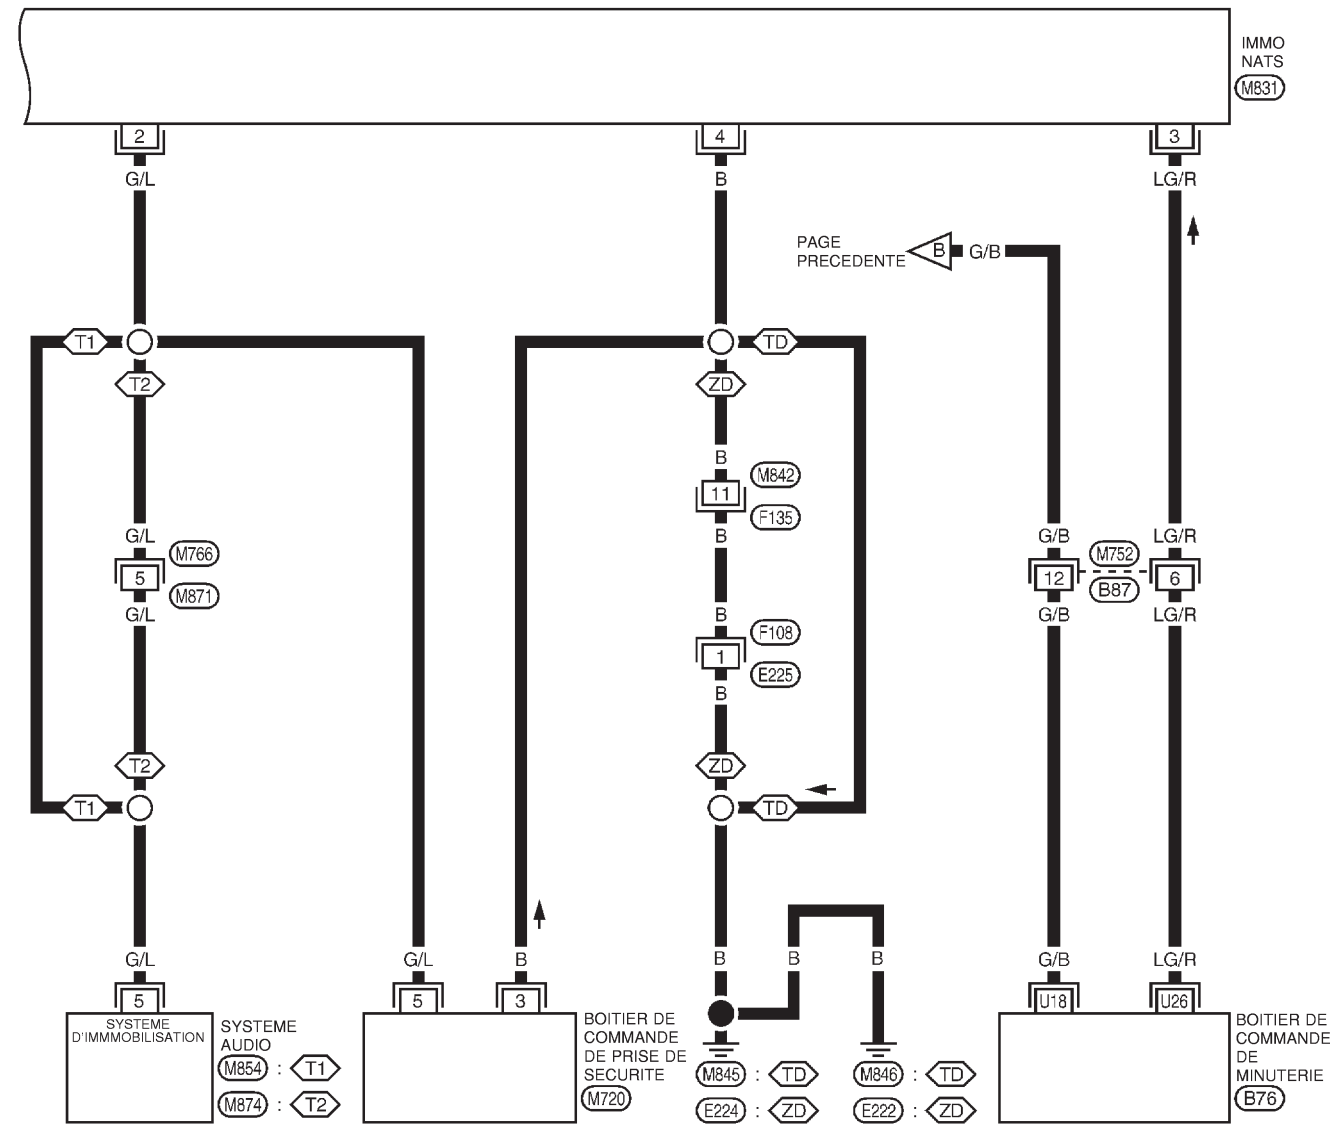 IMMO
NATS
M831
2
4
3
G/L
B
LG/R
PAGE
PRECEDENTE
B
G/B
T1
TD
T2
ZD
B
M842
11
F135
G/L
B
G/B
LG/R
M766
M752
5
12
6
M871
B87
G/L
B
G/B
LG/R
F108
1
E225
B
T2
ZD
T1
TD
G/L
G/L
B
B
B
B
G/B
LG/R
5
5
3
U18
U26
SYSTEME
D'IMMMOBILISATION
SYSTEME
AUDIO
M854 : T1
M874 : T2
BOITIER DE
COMMANDE
DE PRISE DE
SECURITE
M720
M845 : TD
E224 : ZD
M846 : TD
E222 : ZD
BOITIER DE
COMMANDE
DE
MINUTERIE
B76